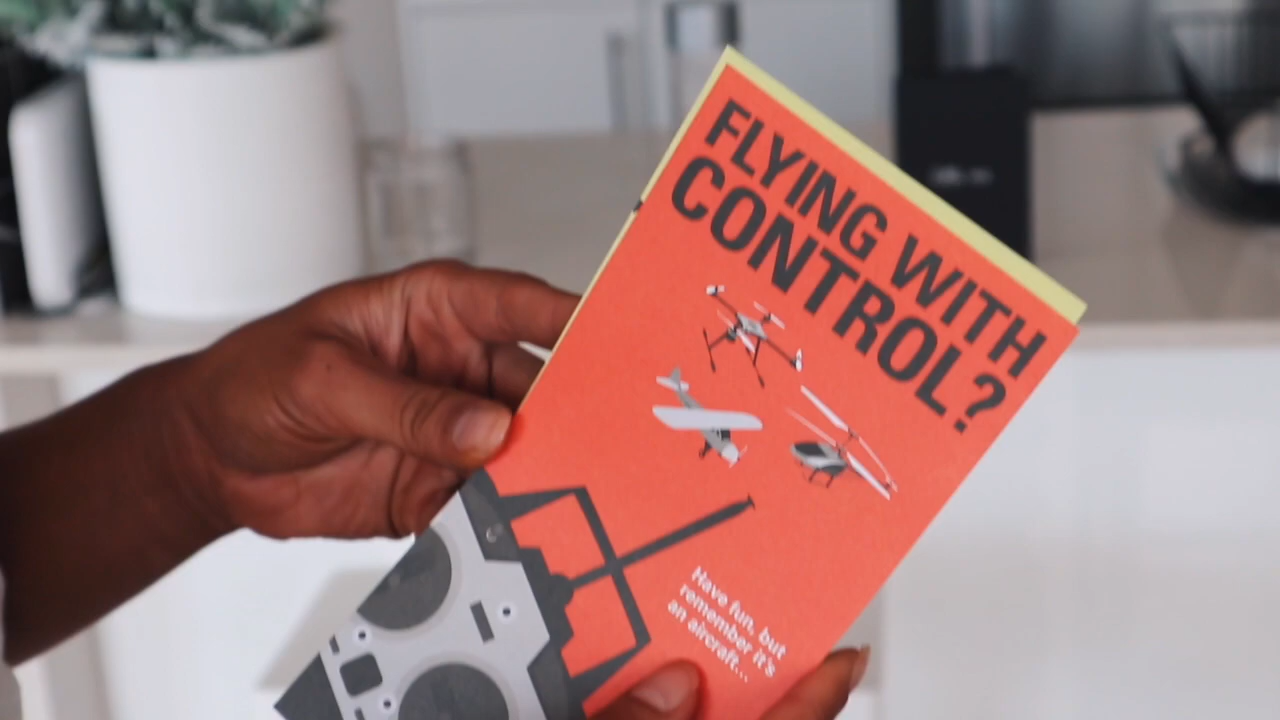 FLYING WITH
CONTROL?
Have fun, but
remember it's
an aircraft...